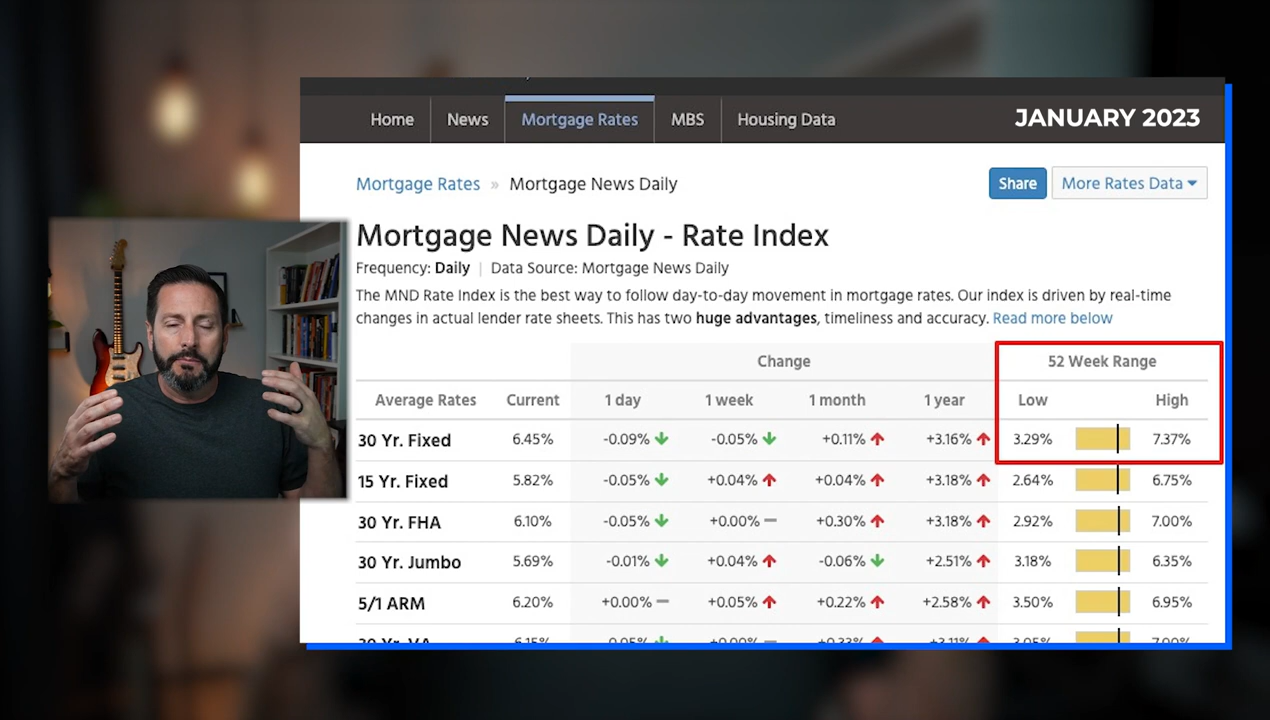 Home News Mortgage Rates MBS Housing Data JANUARY 2023
Mortgage Rates » Mortgage News Daily Share More Rates Data
Mortgage News Daily - Rate Index
Frequency: Daily | Data Source: Mortgage News Daily
The MND Rate Index is the best way to follow day-to-day movement in mortgage rates. Our index is driven by real-time
changes in actual lender rate sheets. This has two huge advantages, timeliness and accuracy. Read more below
Change 52 Week Range
Average Rates Current 1 day 1 week 1 month 1 year Low High
30 Yr. Fixed 6.45% -0.09% -0.05% +0.11% +3.16% 3.29% 7.37%
15 Yr. Fixed 5.82% -0.05% +0.04% +0.04% +3.18% 2.64% 6.75%
30 Yr. FHA 6.10% -0.05% +0.00% +0.30% +3.18% 2.92% 7.00%
30 Yr. Jumbo 5.69% -0.01% +0.04% -0.06% +2.51% 3.18% 6.35%
5/1 ARM 6.20% +0.00% +0.05% +0.22% +2.58% 3.50% 6.95%